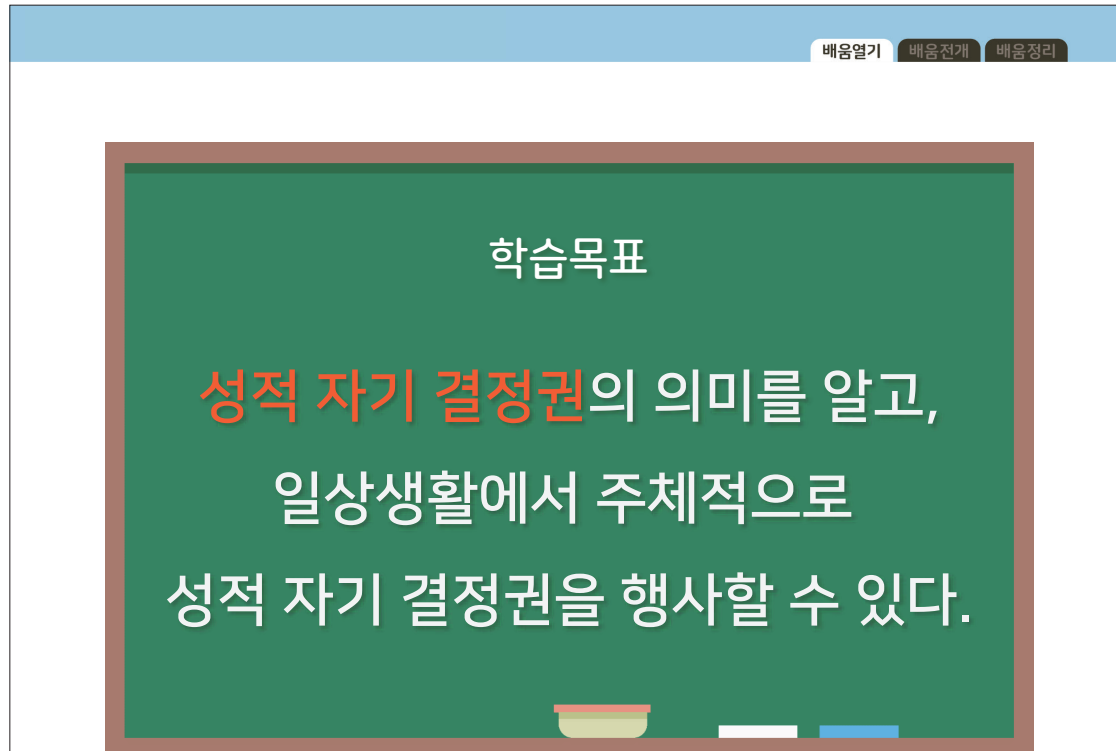 배움열기 배움전개 배움정리
학습목표
성적 자기 결정권의 의미를 알고,
일상생활에서 주체적으로
성적 자기 결정권을 행사할 수 있다.